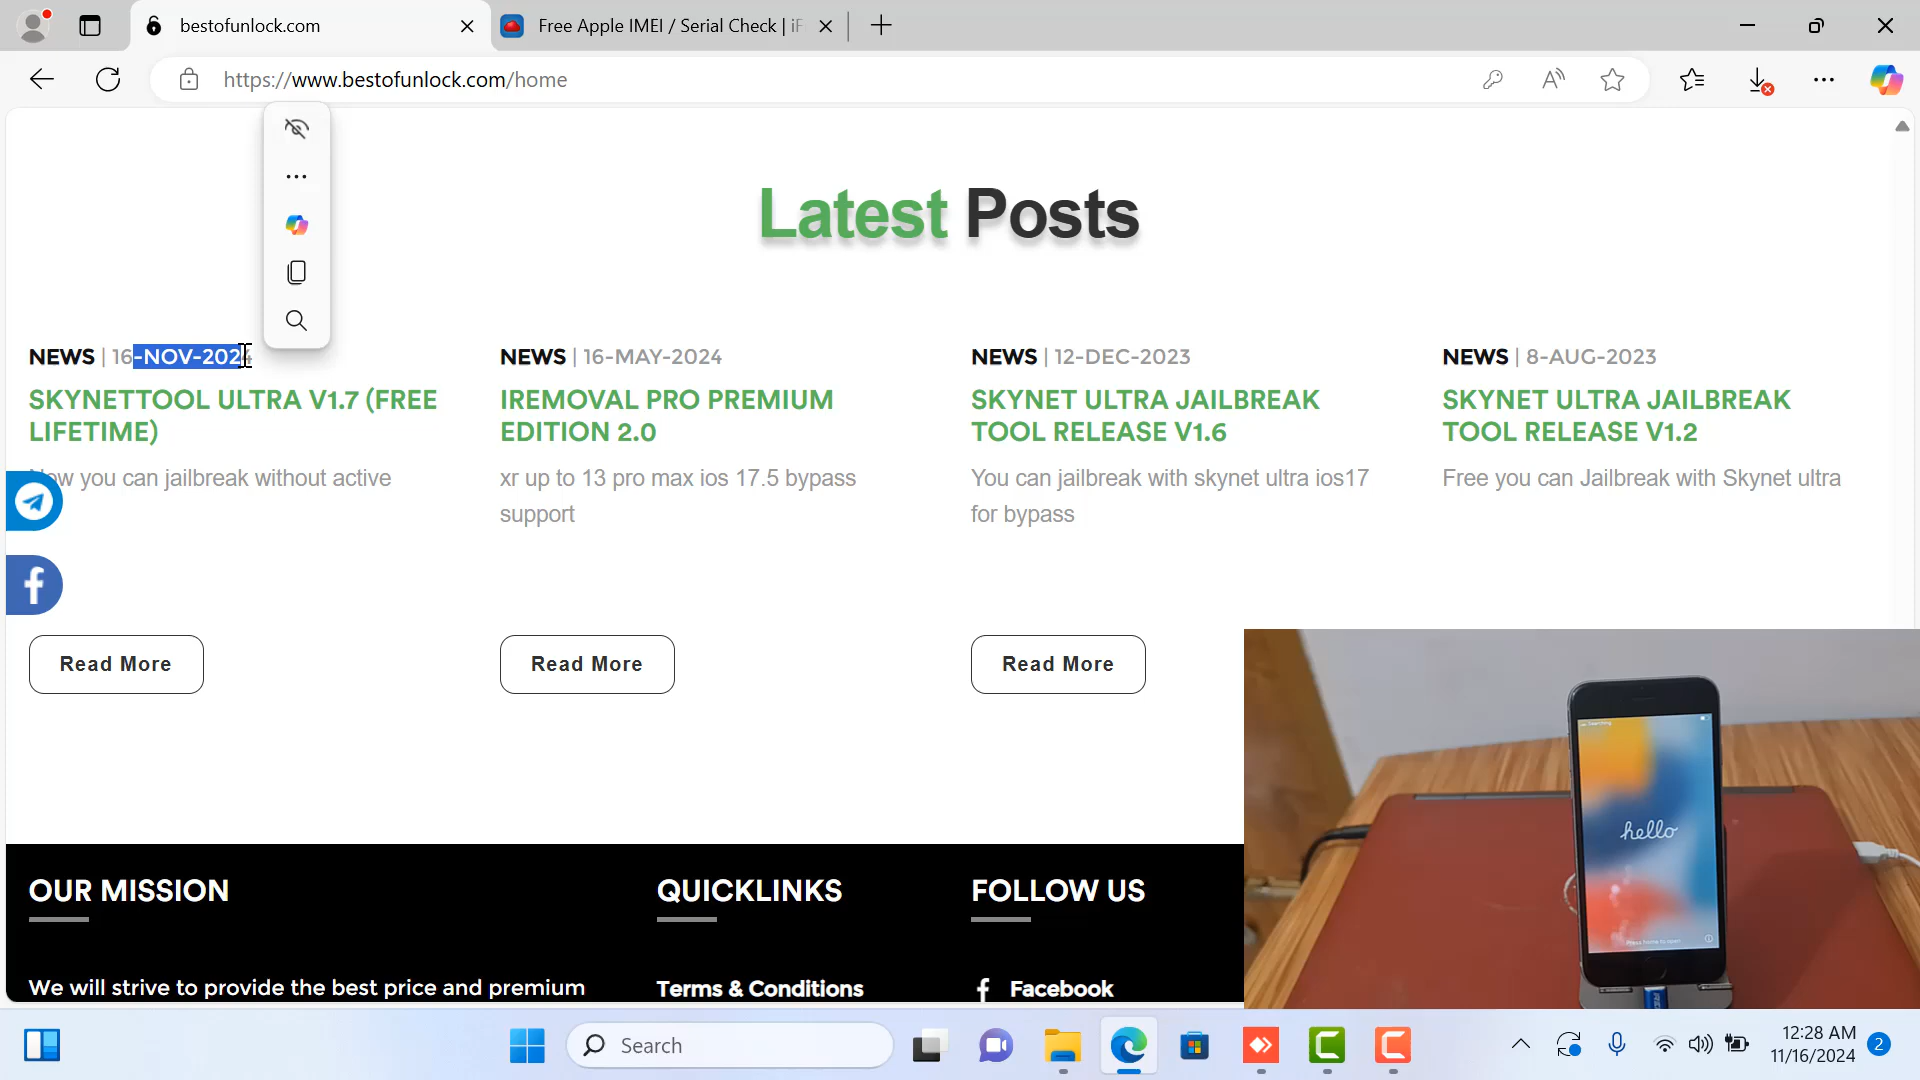 bestofunlock.com
Free Apple IMEI / Serial Check | iF
https://www.bestofunlock.com/home
Latest Posts
NEWS | 16-NOV-2024
SKYNETTOOL ULTRA V1.7 (FREE
LIFETIME)
Now you can jailbreak without active
Read More
NEWS | 16-MAY-2024
IREMOVAL PRO PREMIUM
EDITION 2.0
xr up to 13 pro max ios 17.5 bypass
support
Read More
NEWS | 12-DEC-2023
SKYNET ULTRA JAILBREAK
TOOL RELEASE V1.6
You can jailbreak with skynet ultra ios17
for bypass
Read More
NEWS | 8-AUG-2023
SKYNET ULTRA JAILBREAK
TOOL RELEASE V1.2
Free you can Jailbreak with Skynet ultra
hello
Press home to open
OUR MISSION
We will strive to provide the best price and premium
QUICKLINKS
Terms & Conditions
FOLLOW US
Facebook
Search
12:28 AM
11/16/2024
2